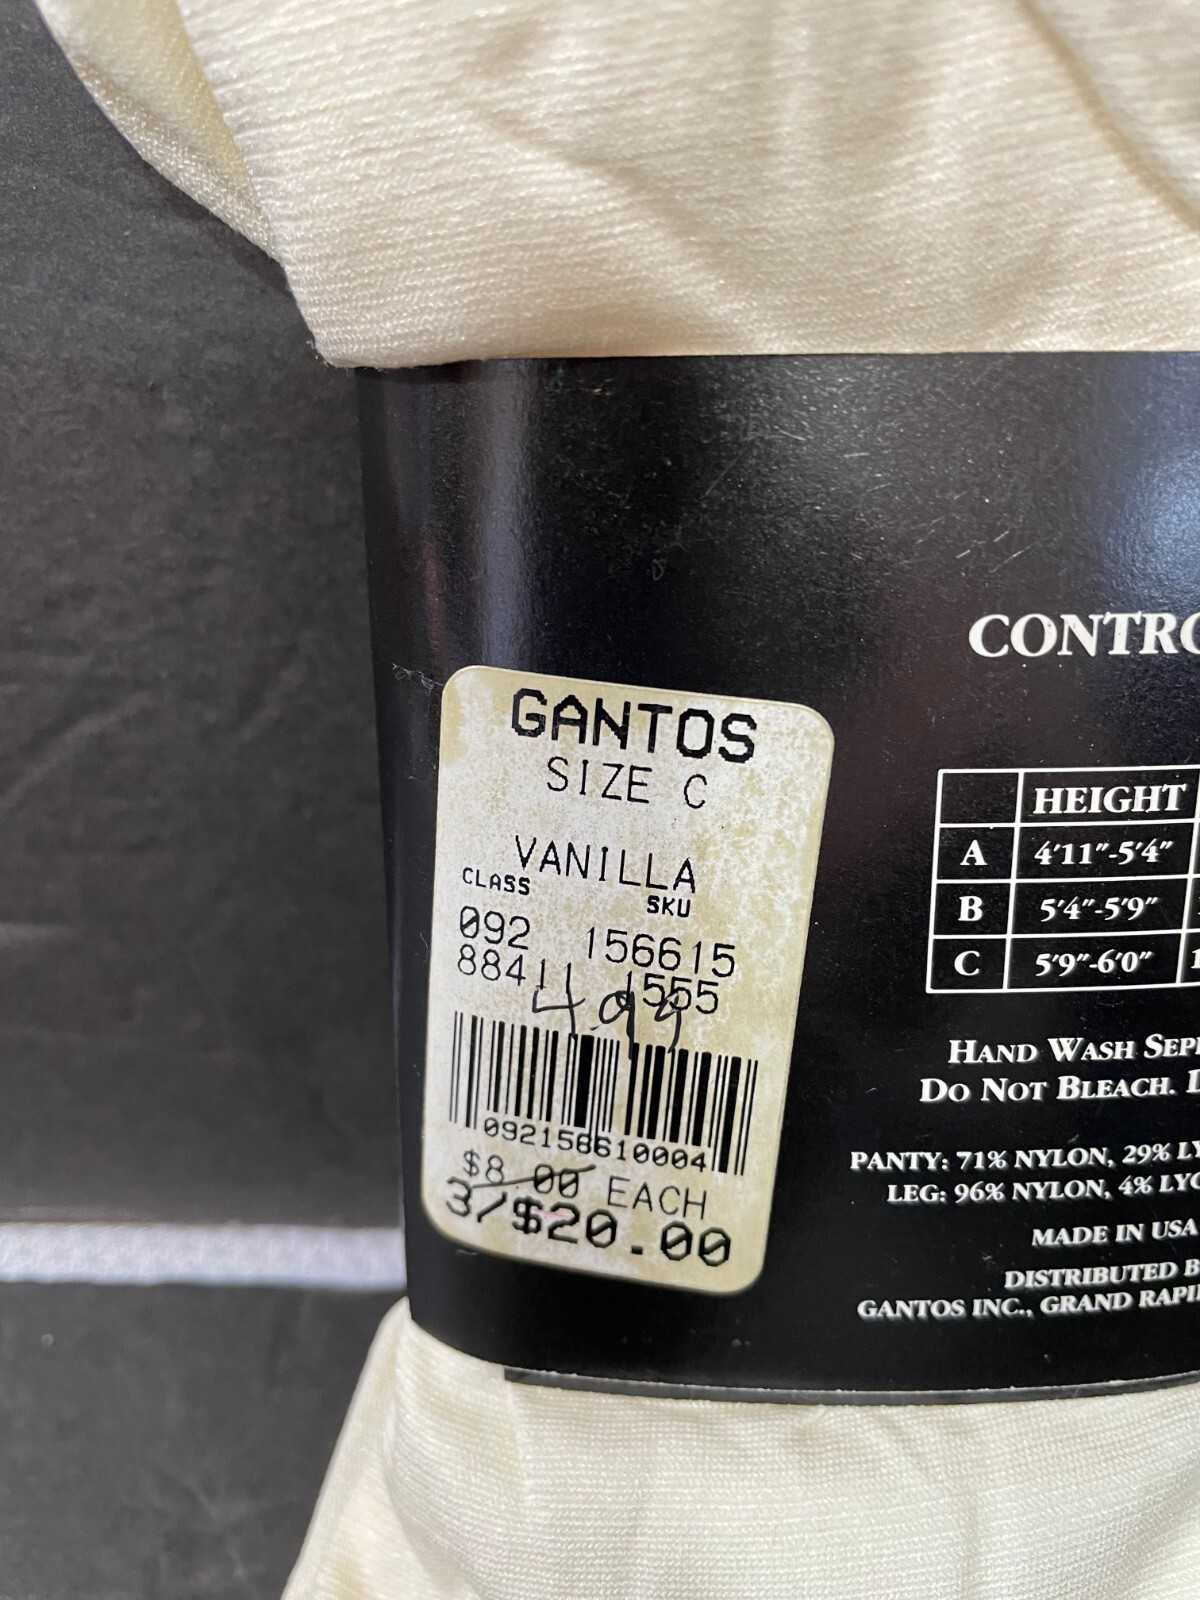 GANTOS
SIZE C
VANILLA
CLASS SKU
092 156615
88411 1555
4.99
092156610004
$8.00 EACH
3/$20.00
CONTRO
HEIGHT
A 4'11"-5'4"
B 5'4"-5'9"
C 5'9"-6'0" 1
HAND WASH SEP
DO NOT BLEACH.
PANTY: 71% NYLON, 29% LY
LEG: 96% NYLON, 4% LYC
MADE IN USA
DISTRIBUTED B
GANTOS INC., GRAND RAPI